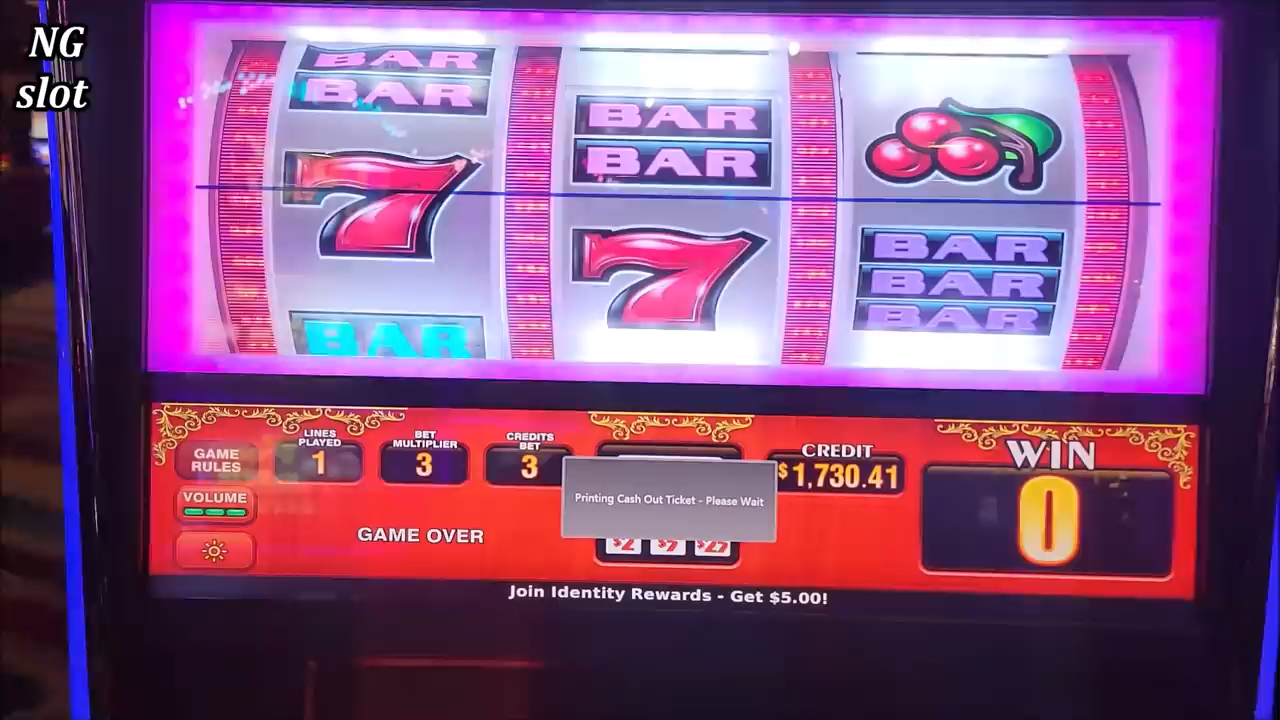 NG
slot
BAR
BAR
7
BAR
BAR
BAR
7
BAR
BAR
BAR
GAME
RULES
LINES
PLAYED
1
BET
MULTIPLIER
3
CREDITS
BET
3
CREDIT
$1,730.41
WIN
0
VOLUME
Printing Cash Out Ticket - Please Wait
GAME OVER
Join Identity Rewards - Get $5.00!